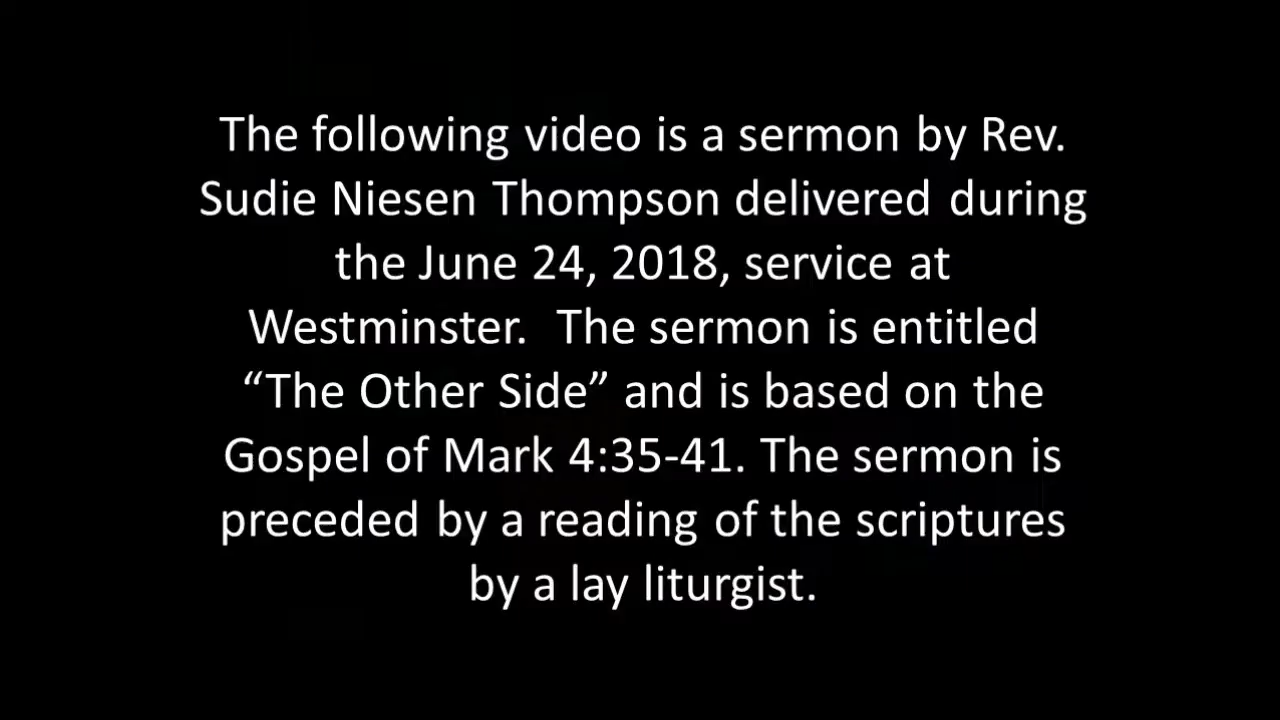 The following video is a sermon by Rev.
Sudie Niesen Thompson delivered during
the June 24, 2018, service at
Westminster.  The sermon is entitled
“The Other Side” and is based on the
Gospel of Mark 4:35-41. The sermon is
preceded by a reading of the scriptures
by a lay liturgist.